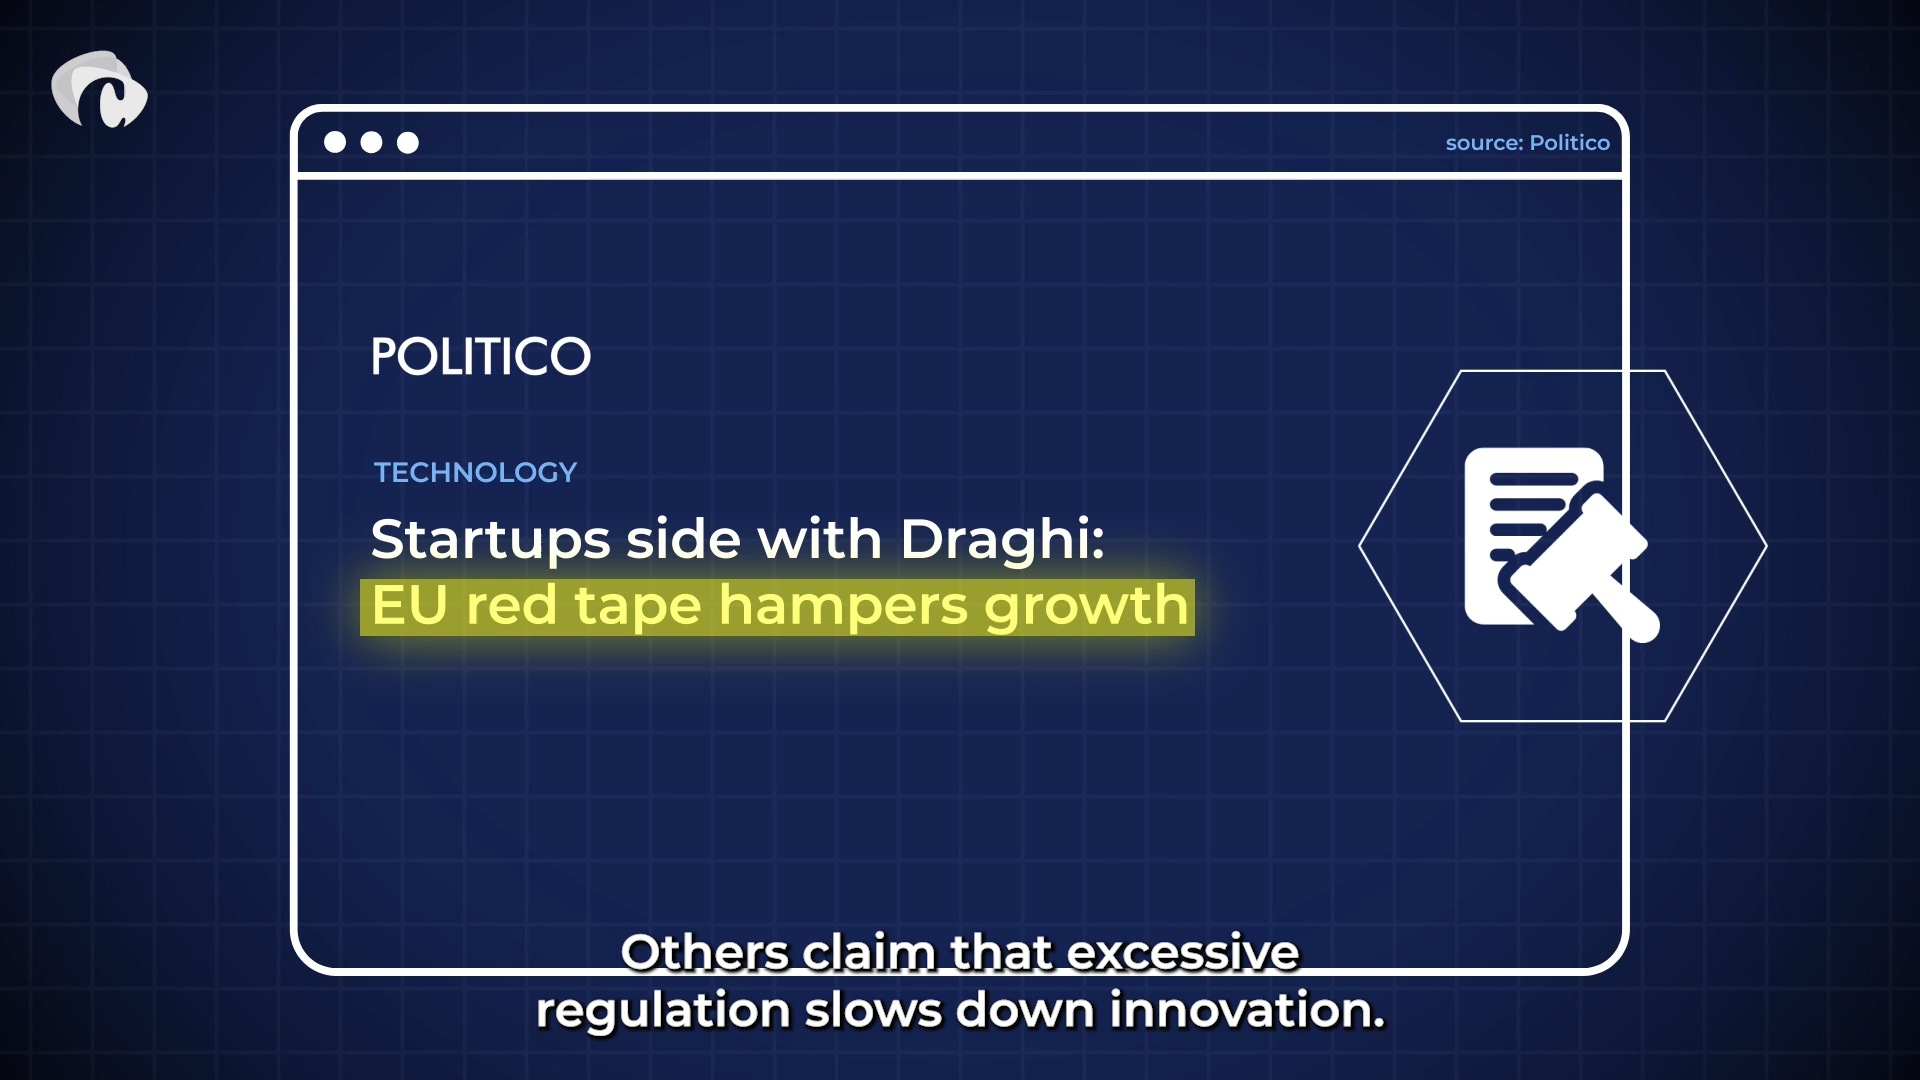 source: Politico
POLITICO
TECHNOLOGY
Startups side with Draghi:
EU red tape hampers growth
Others claim that excessive
regulation slows down innovation.